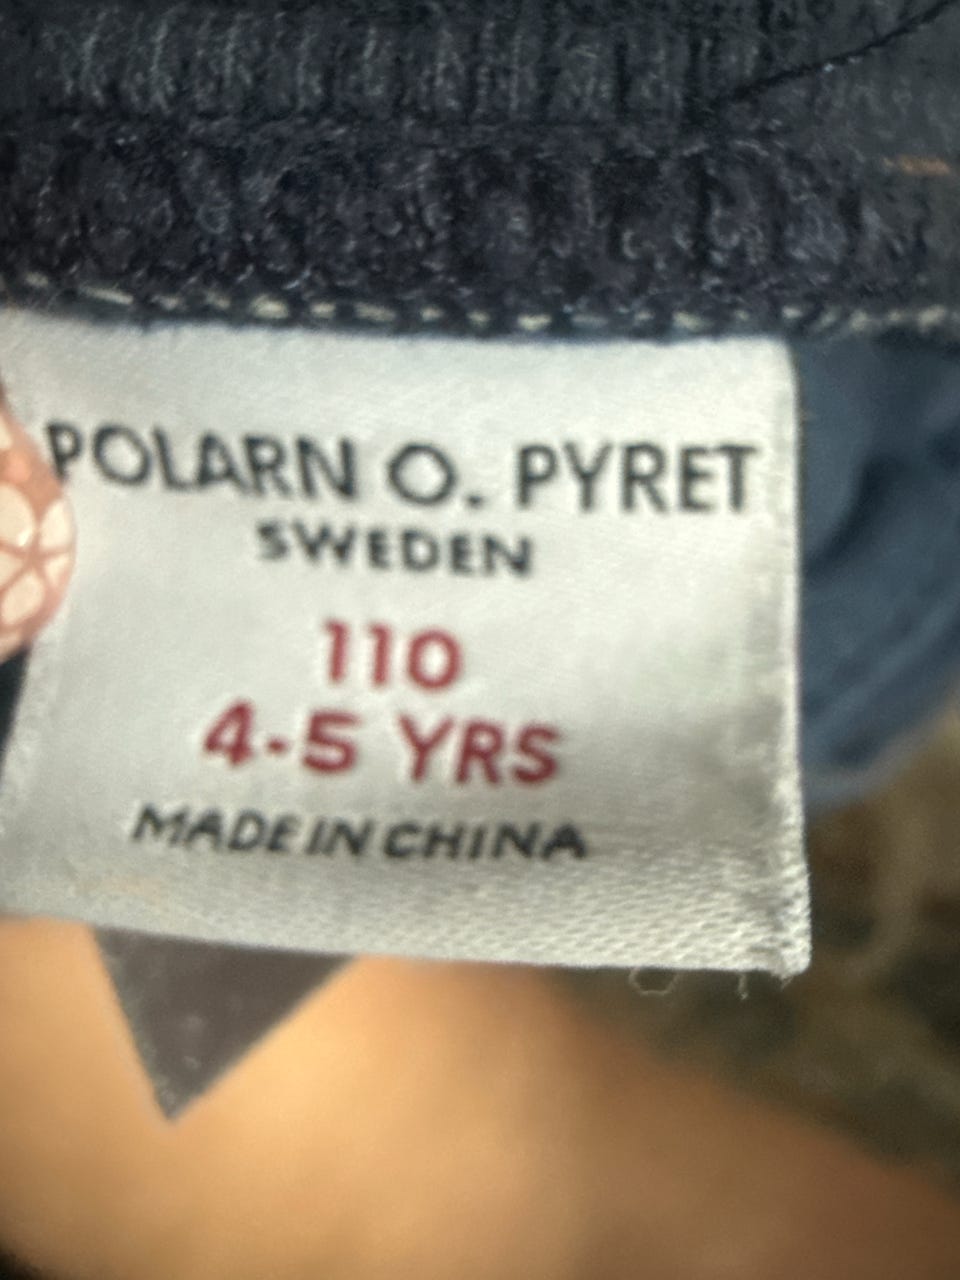 POLARN O. PYRET
SWEDEN
110
4-5 YRS
MADE IN CHINA